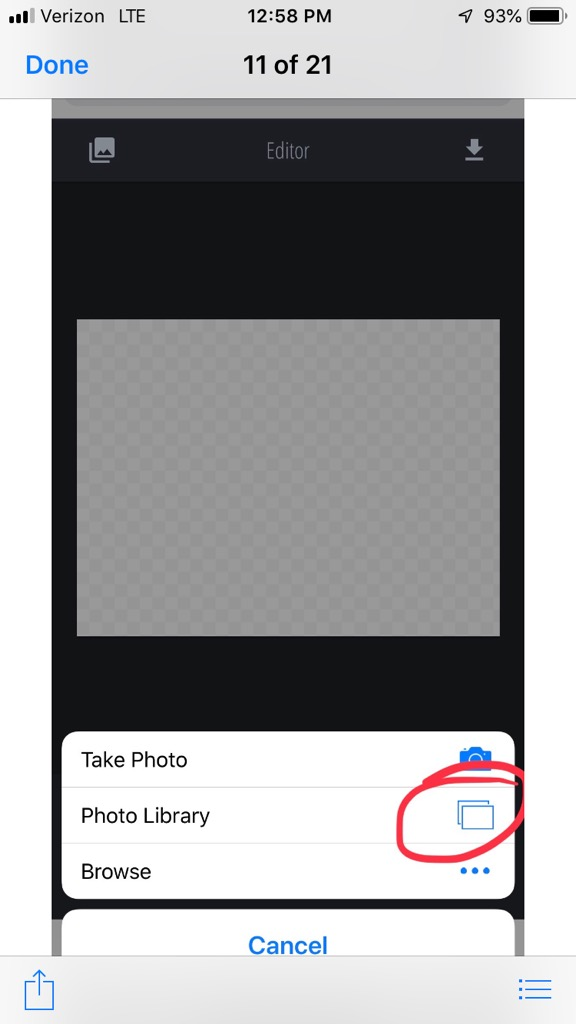 Verizon LTE 12:58 PM 93%
Done 11 of 21
Editor
Take Photo
Photo Library
Browse
Cancel